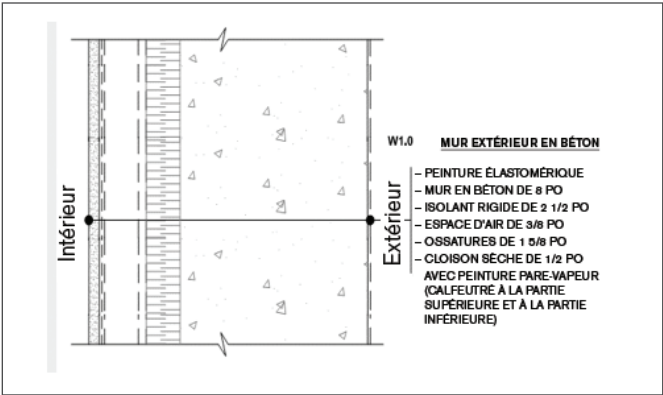 Intérieur
Extérieur
W1.0 MUR EXTÉRIEUR EN BÉTON
– PEINTURE ÉLASTOMÉRIQUE
– MUR EN BÉTON DE 8 PO
– ISOLANT RIGIDE DE 2 1/2 PO
– ESPACE D'AIR DE 3/8 PO
– OSSATURES DE 1 5/8 PO
– CLOISON SÈCHE DE 1/2 PO
AVEC PEINTURE PARE-VAPEUR
(CALFEUTRÉ À LA PARTIE
SUPÉRIEURE ET À LA PARTIE
INFÉRIEURE)